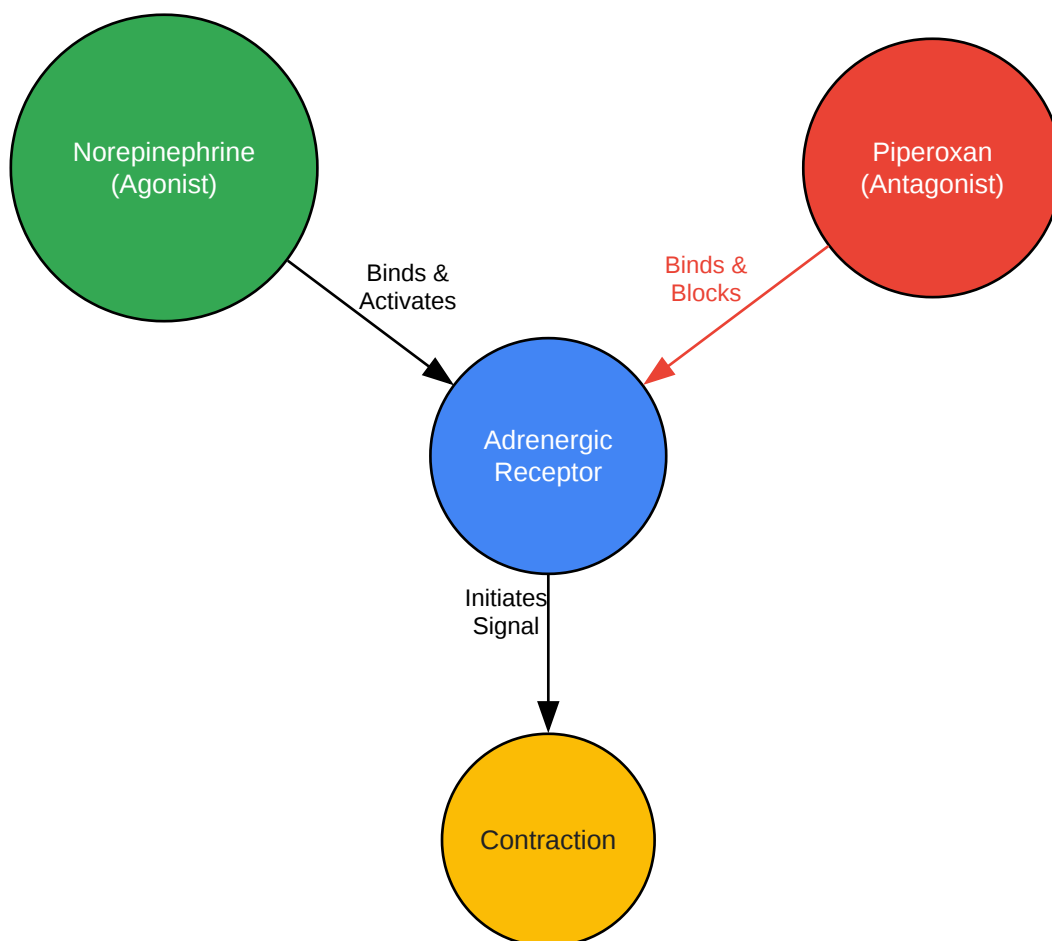 Norepinephrine
(Agonist)
Piperoxan
(Antagonist)
Binds &
Activates
Binds &
Blocks
Adrenergic
Receptor
Initiates
Signal
Contraction